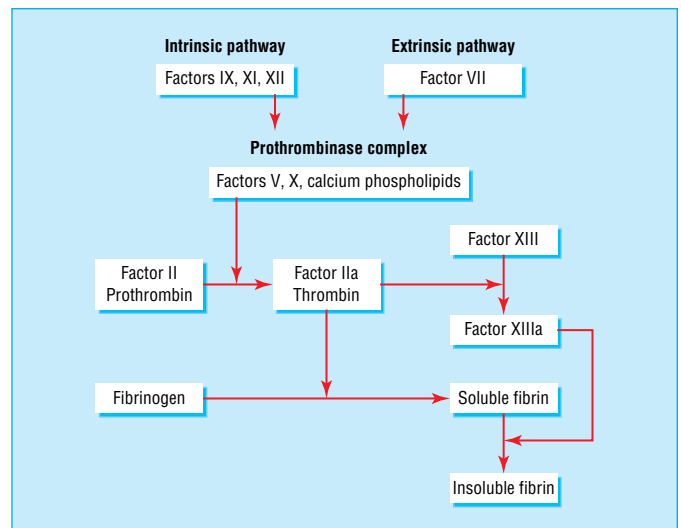 Intrinsic pathway
Extrinsic pathway
Factors IX, XI, XII
Factor VII
Prothrombinase complex
Factors V, X, calcium phospholipids
Factor XIII
Factor II
Prothrombin
Factor IIa
Thrombin
Factor XIIIa
Fibrinogen
Soluble fibrin
Insoluble fibrin